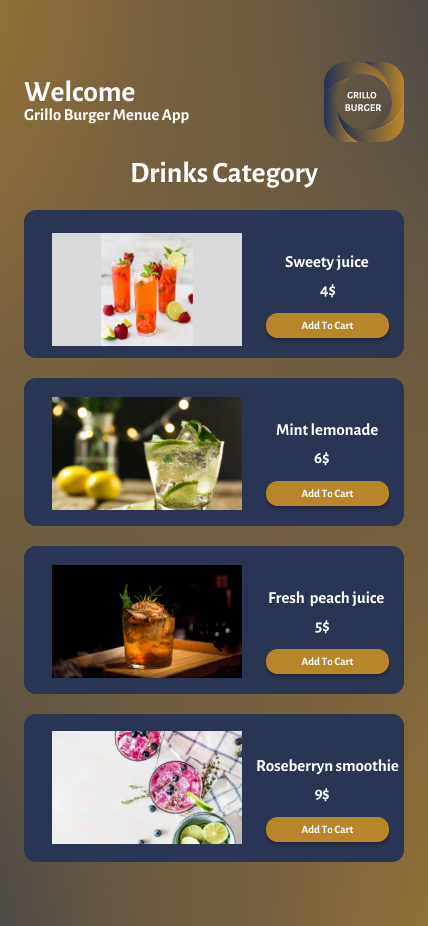 Welcome
Grillo Burger Menue App
GRILLO
BURGER
Drinks Category
Sweety juice
4$
Add To Cart
Mint lemonade
6$
Add To Cart
Fresh peach juice
5$
Add To Cart
Roseberryn smoothie
9$
Add To Cart